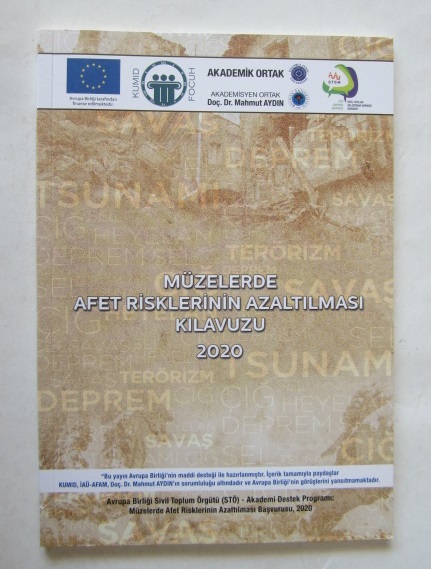 KUMID
FOCUH
AKADEMİK ORTAK
AKADEMİSYEN ORTAK
Doç. Dr. Mahmut AYDIN
Avrupa Birliği tarafından
finanse edilmektedir.
SAVAŞ
TERÖRİZM
DEPREM
TSUNAMİ
ÇIĞ
SAVAŞ
DEPREM
TERÖRİZM
SAVAŞ
MÜZELERDE
AFET RİSKLERİNİN AZALTILMASI
KILAVUZU
2020
TSUNAMİ
TERÖRİZM
ÇIĞ
DEPREM
HEYELAN
"Bu yayın Avrupa Birliği'nin maddi desteği ile hazırlanmıştır. İçerik tamamıyla paydaşlar
KUMID, İAÜ-AFAM, Doç. Dr. Mahmut AYDIN'ın sorumluluğu altındadır ve Avrupa Birliği'nin görüşlerini yansıtmamaktadır.
Avrupa Birliği Sivil Toplum Örgütü (STÖ) - Akademi Destek Programı:
Müzelerde Afet Risklerinin Azaltılması Başvurusu, 2020